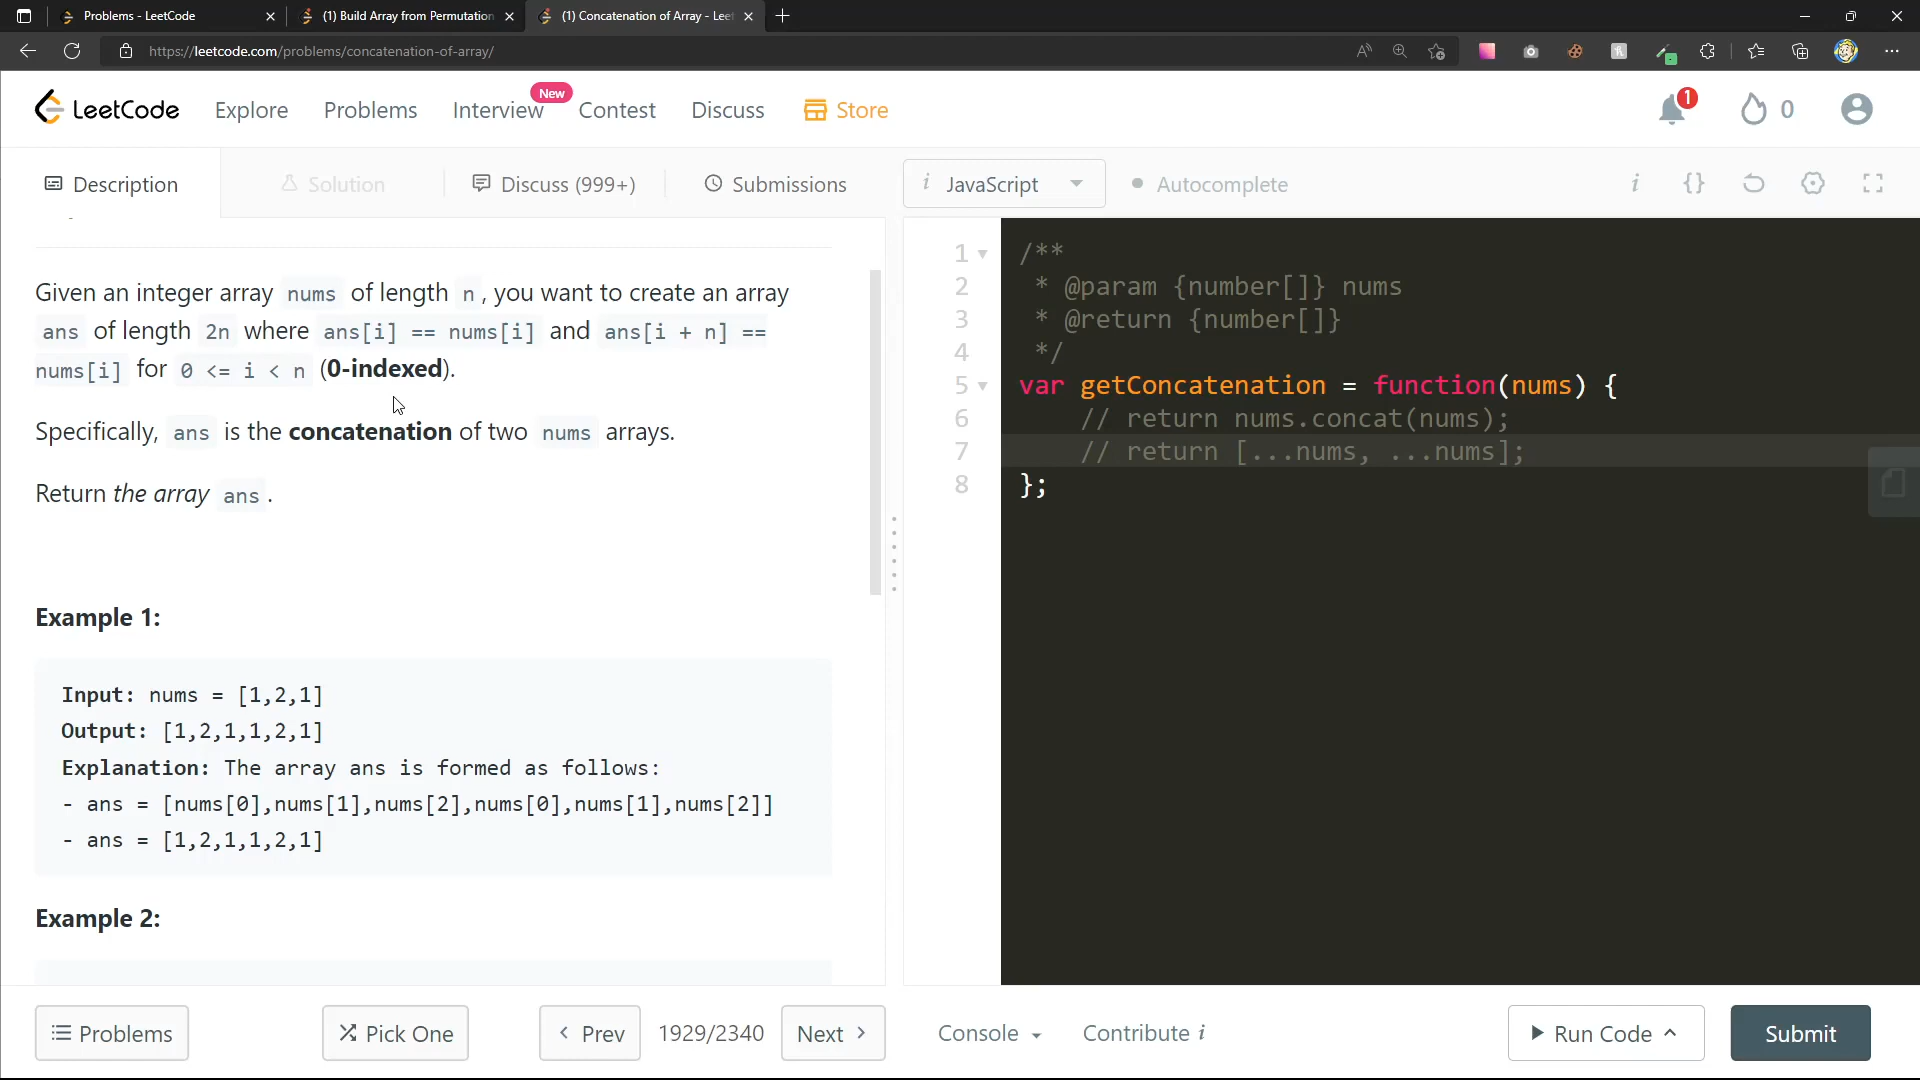 Problems - LeetCode
(1) Build Array from Permutation
(1) Concatenation of Array - Leet
https://leetcode.com/problems/concatenation-of-array/
LeetCode
Explore
Problems
Interview
New
Contest
Discuss
Store
1
0
Description
Solution
Discuss (999+)
Submissions
i JavaScript
Autocomplete
i {}
Given an integer array nums of length n, you want to create an array
ans of length 2n where ans[i] == nums[i] and ans[i + n] ==
nums[i] for 0 <= i < n (0-indexed).
Specifically, ans is the concatenation of two nums arrays.
Return the array ans.
Example 1:
Input: nums = [1,2,1]
Output: [1,2,1,1,2,1]
Explanation: The array ans is formed as follows:
- ans = [nums[0],nums[1],nums[2],nums[0],nums[1],nums[2]]
- ans = [1,2,1,1,2,1]
Example 2:
1 /**
2 * @param {number[]} nums
3 * @return {number[]}
4 */
5 var getConcatenation = function(nums) {
6 // return nums.concat(nums);
7 // return [...nums, ...nums];
8 };
Problems
Pick One
Prev
1929/2340
Next
Console
Contribute i
Run Code
Submit